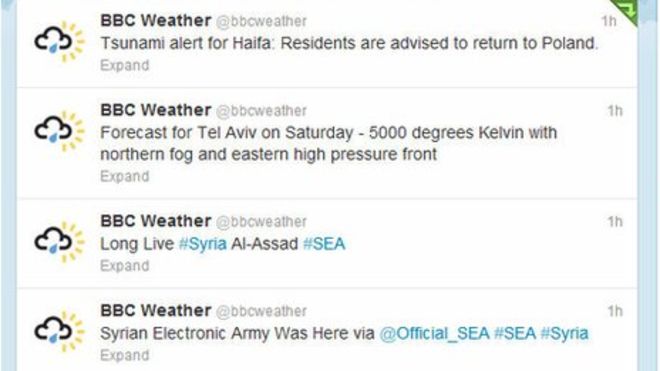 BBC Weather @bbcweather 1h
Tsunami alert for Haifa: Residents are advised to return to Poland.
Expand
BBC Weather @bbcweather 1h
Forecast for Tel Aviv on Saturday - 5000 degrees Kelvin with
northern fog and eastern high pressure front
Expand
BBC Weather @bbcweather 1h
Long Live #Syria Al-Assad #SEA
Expand
BBC Weather @bbcweather 1h
Syrian Electronic Army Was Here via @Official_SEA #SEA #Syria
Expand